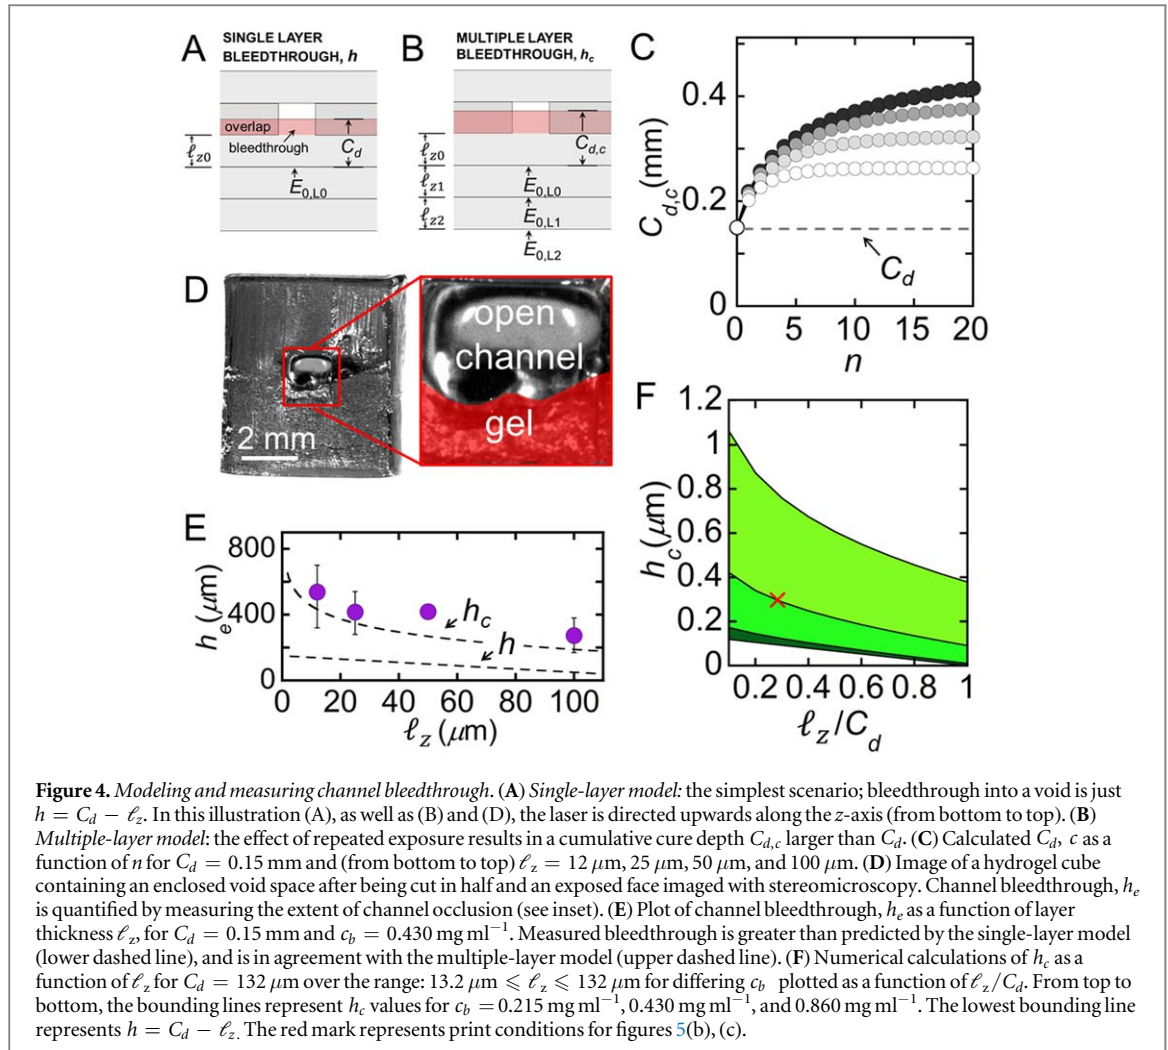 A SINGLE LAYER
BLEEDTHROUGH, h
overlap
bleedthrough
C_d
ℓ_z0
E_0,L0
B MULTIPLE LAYER
BLEEDTHROUGH, h_c
C_d,c
ℓ_z0
ℓ_z1
ℓ_z2
E_0,L0
E_0,L1
E_0,L2
C
C_d,c (mm)
0.4
0.2
0
C_d
0 5 10 15 20
n
D
2 mm
open
channel
gel
E
h_e (μm)
800
400
0
h_c
h
0 20 40 60 80 100
ℓ_z (μm)
F
h_c (μm)
1.2
1
0.8
0.6
0.4
0.2
0
0.2 0.4 0.6 0.8 1
ℓ_z/C_d
Figure 4. Modeling and measuring channel bleedthrough. (A) Single-layer model: the simplest scenario; bleedthrough into a void is just
h = C_d − ℓ_z. In this illustration (A), as well as (B) and (D), the laser is directed upwards along the z-axis (from bottom to top). (B)
Multiple-layer model: the effect of repeated exposure results in a cumulative cure depth C_d,c larger than C_d. (C) Calculated C_d, c as a
function of n for C_d = 0.15 mm and (from bottom to top) ℓ_z = 12 μm, 25 μm, 50 μm, and 100 μm. (D) Image of a hydrogel cube
containing an enclosed void space after being cut in half and an exposed face imaged with stereomicroscopy. Channel bleedthrough, h_e
is quantified by measuring the extent of channel occlusion (see inset). (E) Plot of channel bleedthrough, h_e as a function of layer
thickness ℓ_z, for C_d = 0.15 mm and c_b = 0.430 mg ml⁻¹. Measured bleedthrough is greater than predicted by the single-layer model
(lower dashed line), and is in agreement with the multiple-layer model (upper dashed line). (F) Numerical calculations of h_c as a
function of ℓ_z for C_d = 132 μm over the range: 13.2 μm ⩽ ℓ_z ⩽ 132 μm for differing c_b plotted as a function of ℓ_z/C_d. From top to
bottom, the bounding lines represent h_c values for c_b = 0.215 mg ml⁻¹, 0.430 mg ml⁻¹, and 0.860 mg ml⁻¹. The lowest bounding line
represents h = C_d − ℓ_z. The red mark represents print conditions for figures 5(b), (c).